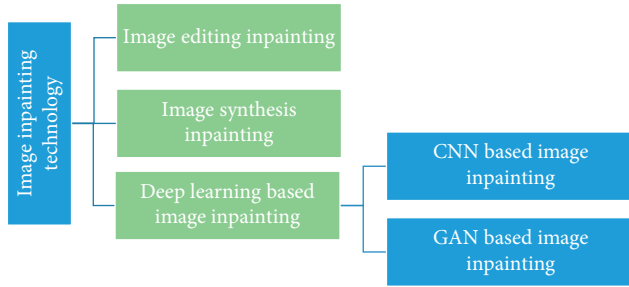 Image inpainting
technology
Image editing inpainting
Image synthesis
inpainting
Deep learning based
image inpainting
CNN based image
inpainting
GAN based image
inpainting